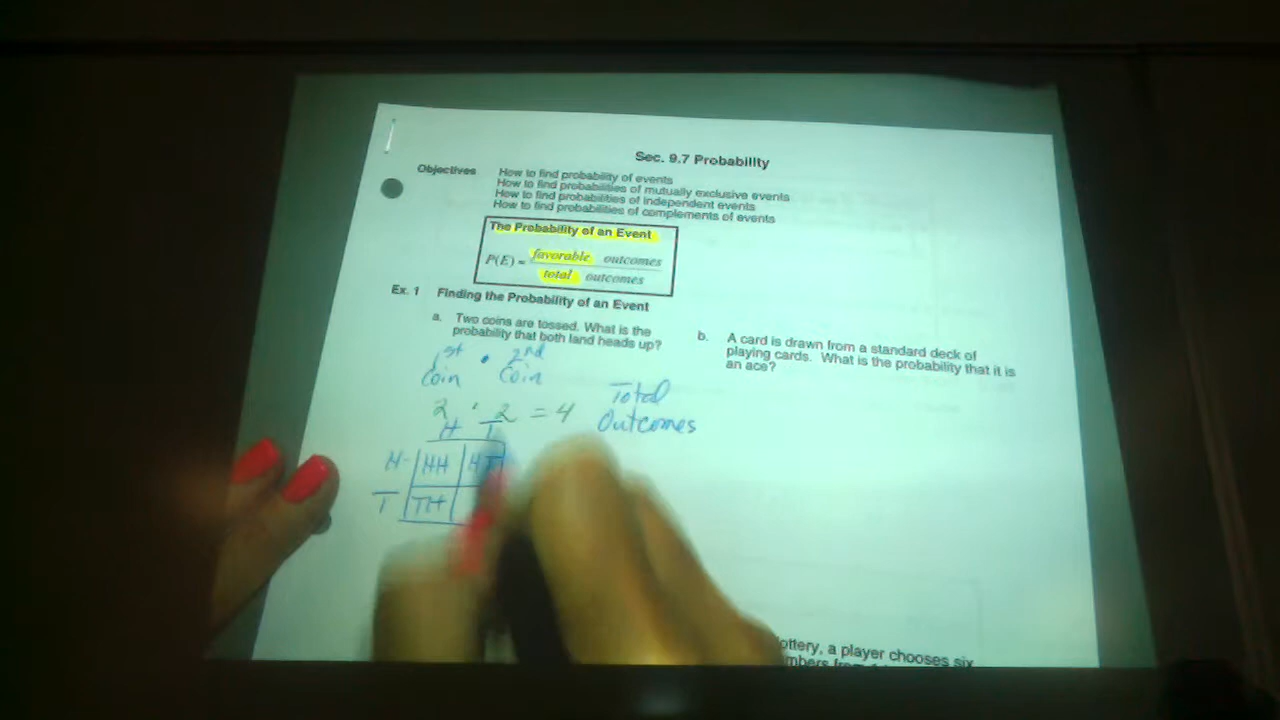 Sec. 9.7 Probability
Objectives
How to find probability of events
How to find probabilities of mutually exclusive events
How to find probabilities of independent events
How to find probabilities of complements of events
The Probability of an Event
P(E) = favorable outcomes / total outcomes
Ex. 1 Finding the Probability of an Event
a. Two coins are tossed. What is the
probability that both land heads up?
1st Coin · 2nd Coin
2 · 2 = 4
Total
Outcomes
H T
H HH HT
T TH
b. A card is drawn from a standard deck of
playing cards. What is the probability that it is
an ace?
lottery, a player chooses six